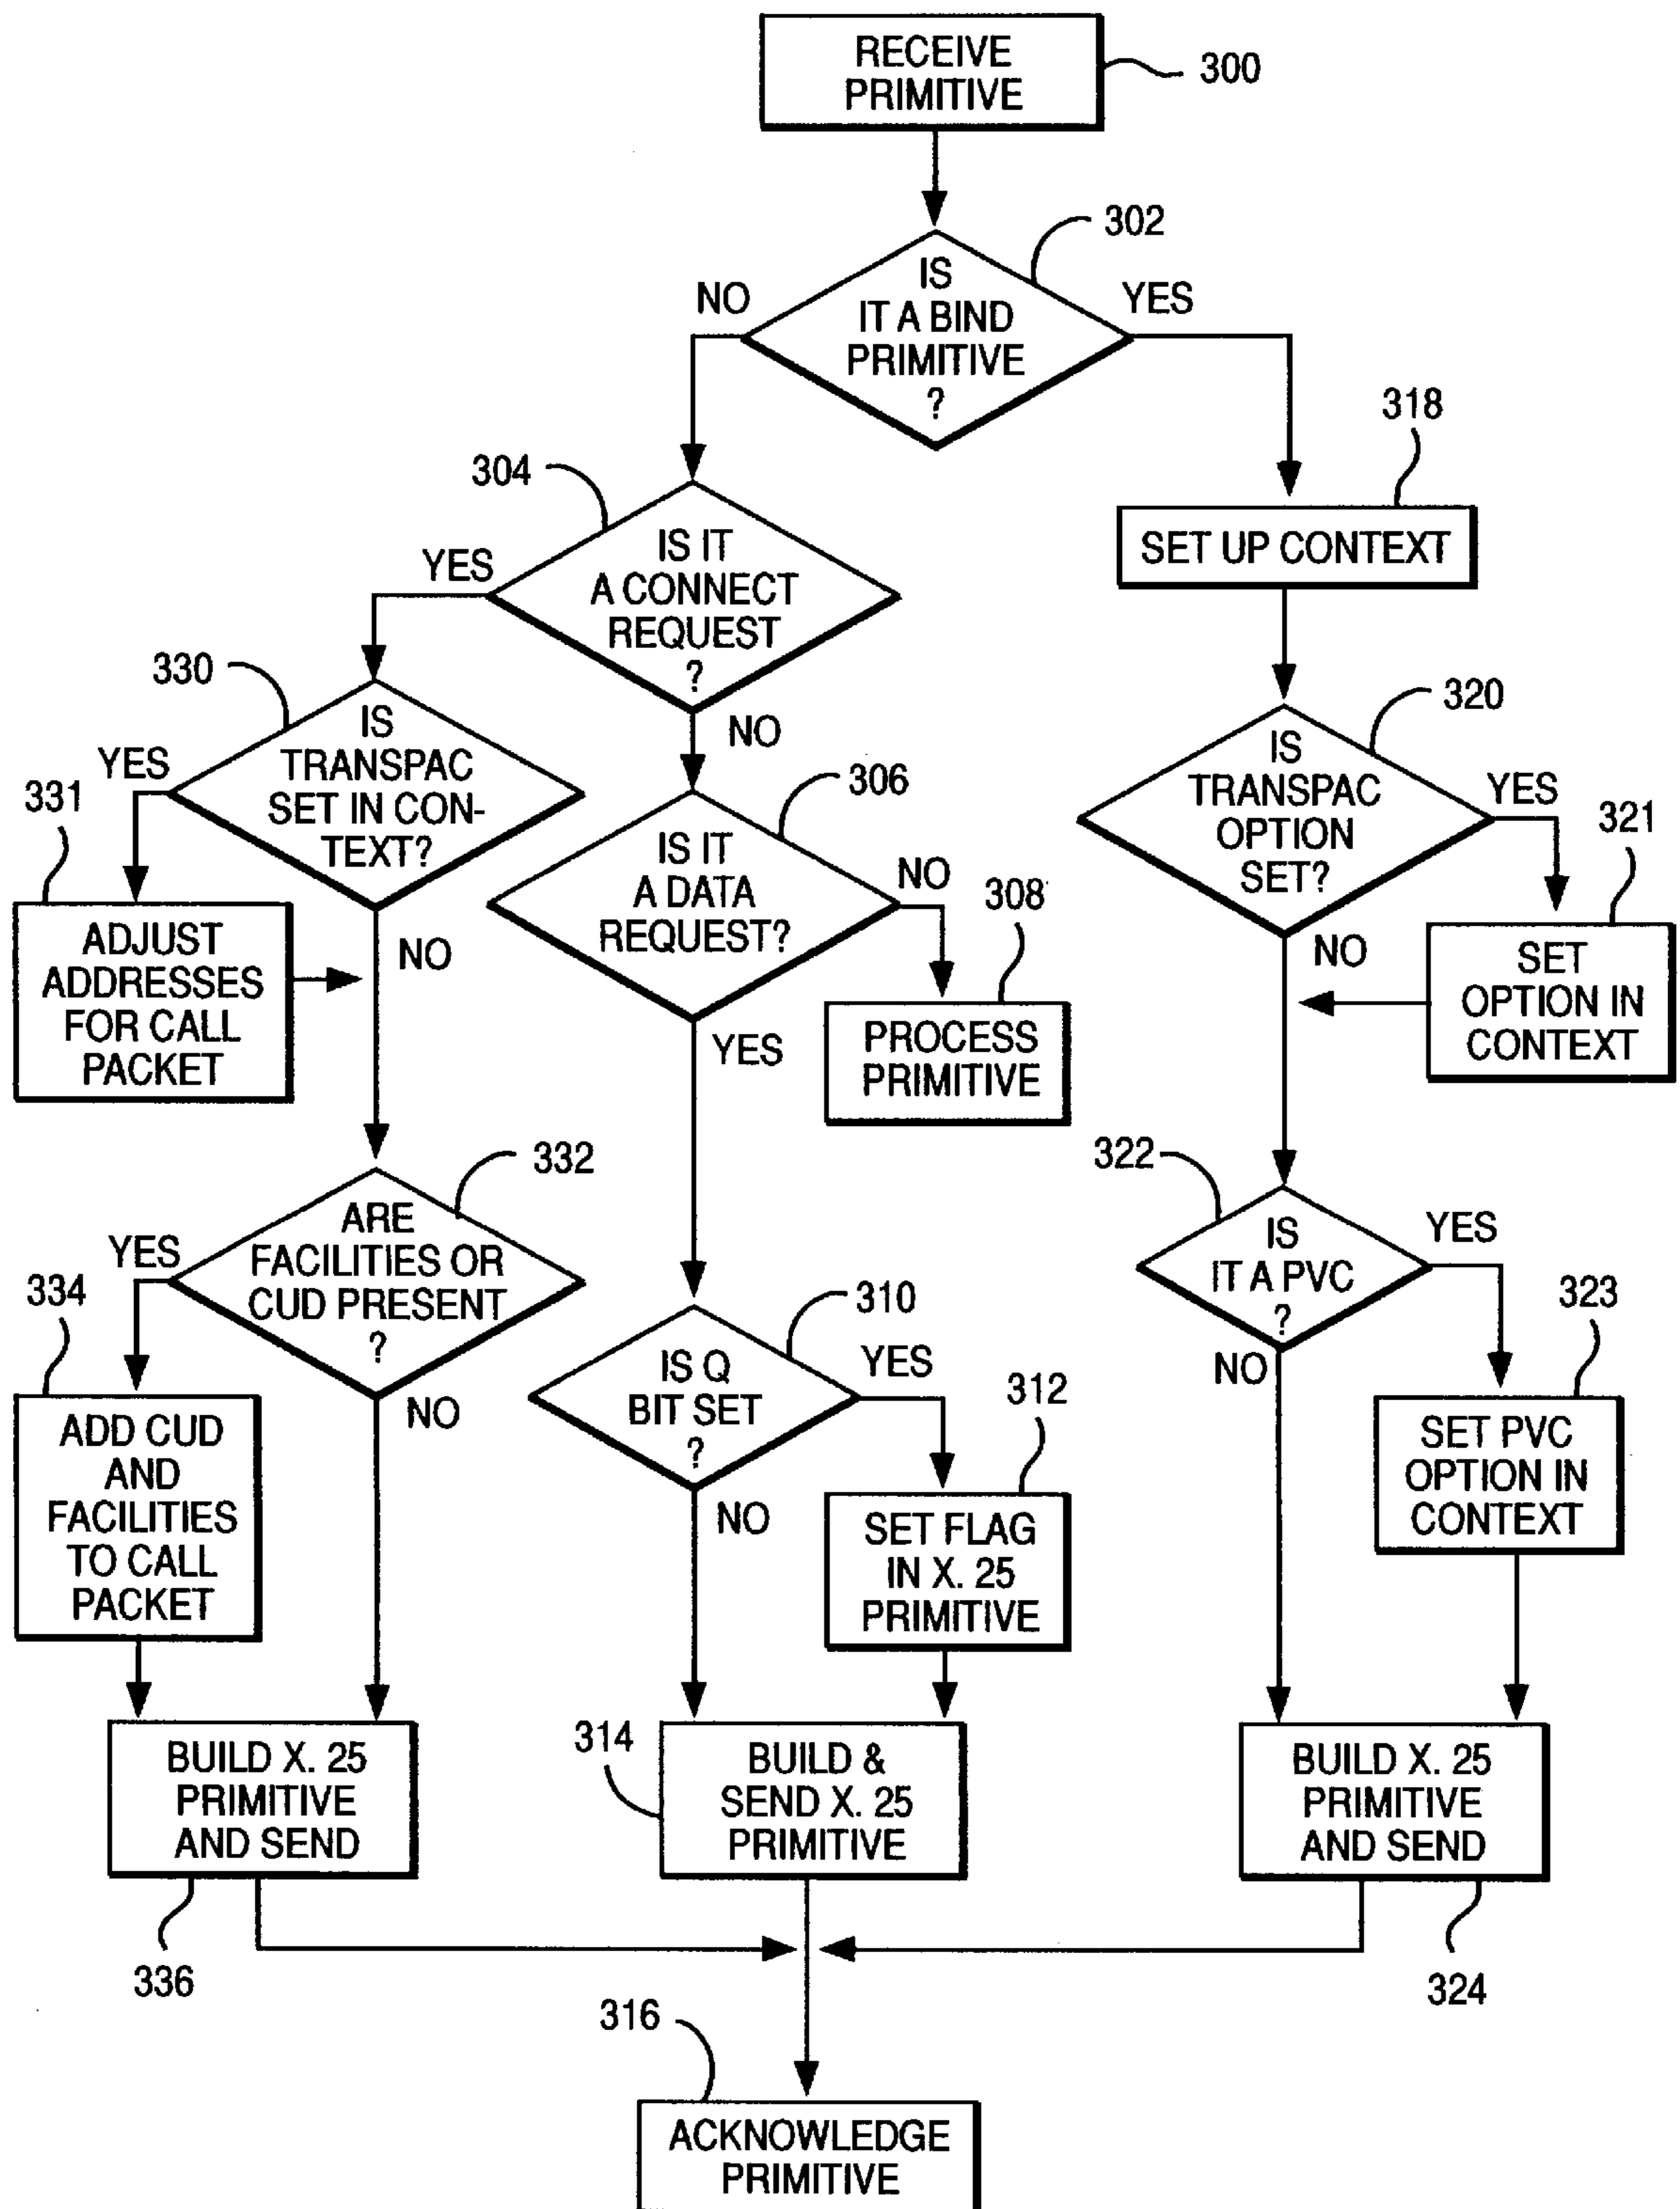 RECEIVE
PRIMITIVE
300
302
IS
IT A BIND
PRIMITIVE
?
NO
YES
318
SET UP CONTEXT
304
IS IT
A CONNECT
REQUEST
?
YES
NO
330
IS
TRANSPAC
SET IN CON-
TEXT?
YES
NO
331
ADJUST
ADDRESSES
FOR CALL
PACKET
306
IS IT
A DATA
REQUEST?
NO
YES
308
PROCESS
PRIMITIVE
320
IS
TRANSPAC
OPTION
SET?
YES
NO
321
SET
OPTION IN
CONTEXT
332
ARE
FACILITIES OR
CUD PRESENT
?
YES
NO
334
ADD CUD
AND
FACILITIES
TO CALL
PACKET
310
IS Q
BIT SET
?
YES
NO
312
SET FLAG
IN X. 25
PRIMITIVE
322
IS
IT A PVC
?
YES
NO
323
SET PVC
OPTION IN
CONTEXT
BUILD X. 25
PRIMITIVE
AND SEND
336
314
BUILD &
SEND X. 25
PRIMITIVE
BUILD X. 25
PRIMITIVE
AND SEND
324
316
ACKNOWLEDGE
PRIMITIVE